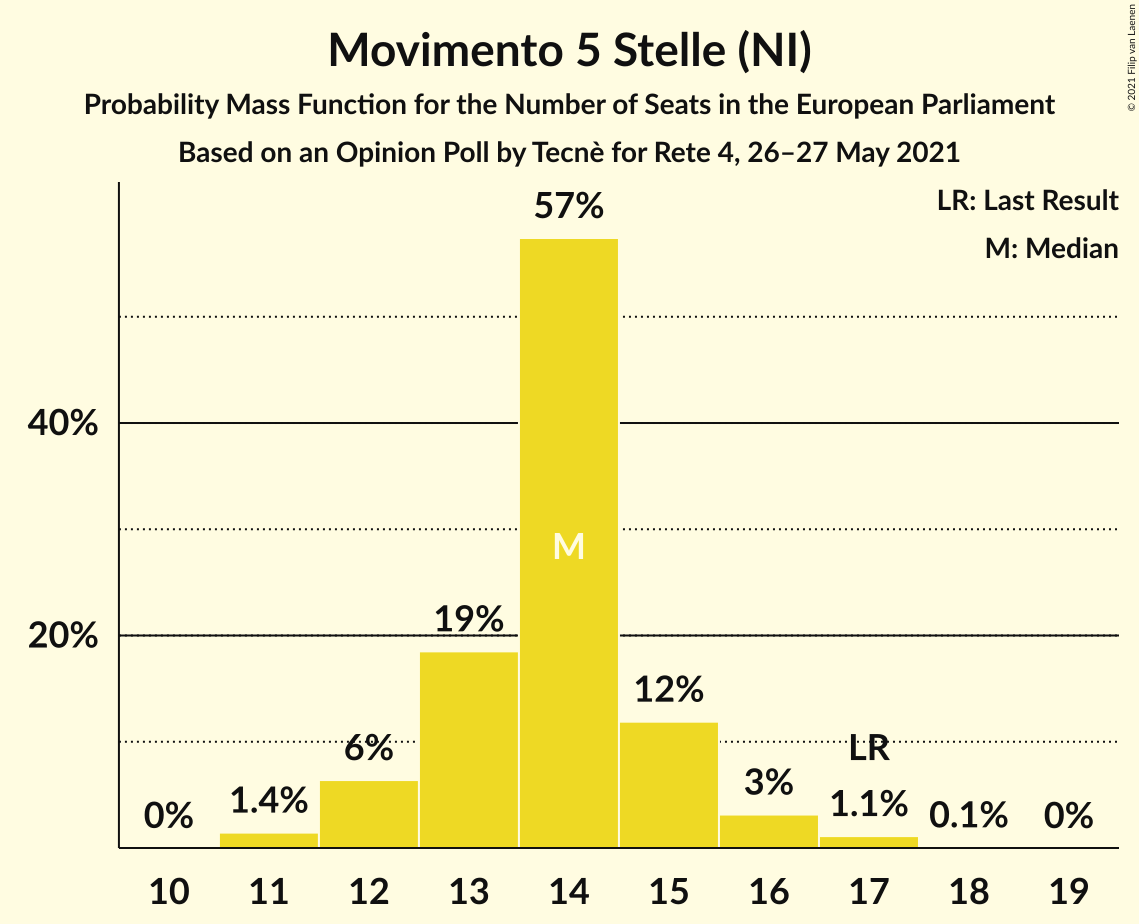 Movimento 5 Stelle (NI)
Probability Mass Function for the Number of Seats in the European Parliament
Based on an Opinion Poll by Tecnè for Rete 4, 26–27 May 2021
© 2021 Filip van Laenen
LR: Last Result
M: Median
57%
40%
M
19%
20%
12%
6%
LR
3%
1.4%
1.1%
0%
0.1%
0%
10 11 12 13 14 15 16 17 18 19